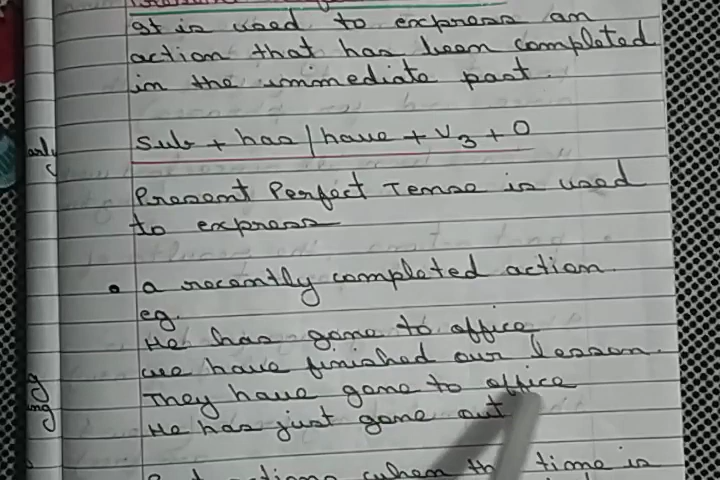 It is used to express an
action that has been completed
in the immediate past.
Sub + has / have + V3 + O
Present Perfect Tense is used
to express
• a recently completed action.
eg.
He has gone to office
we have finished our lesson.
They have gone to office
He has just gone out
when the time is